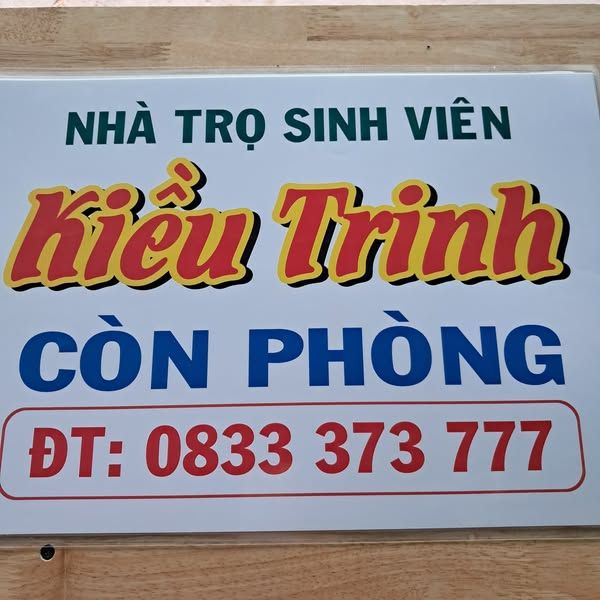 NHÀ TRỌ SINH VIÊN
Kiều Trinh
CÒN PHÒNG
ĐT: 0833 373 777